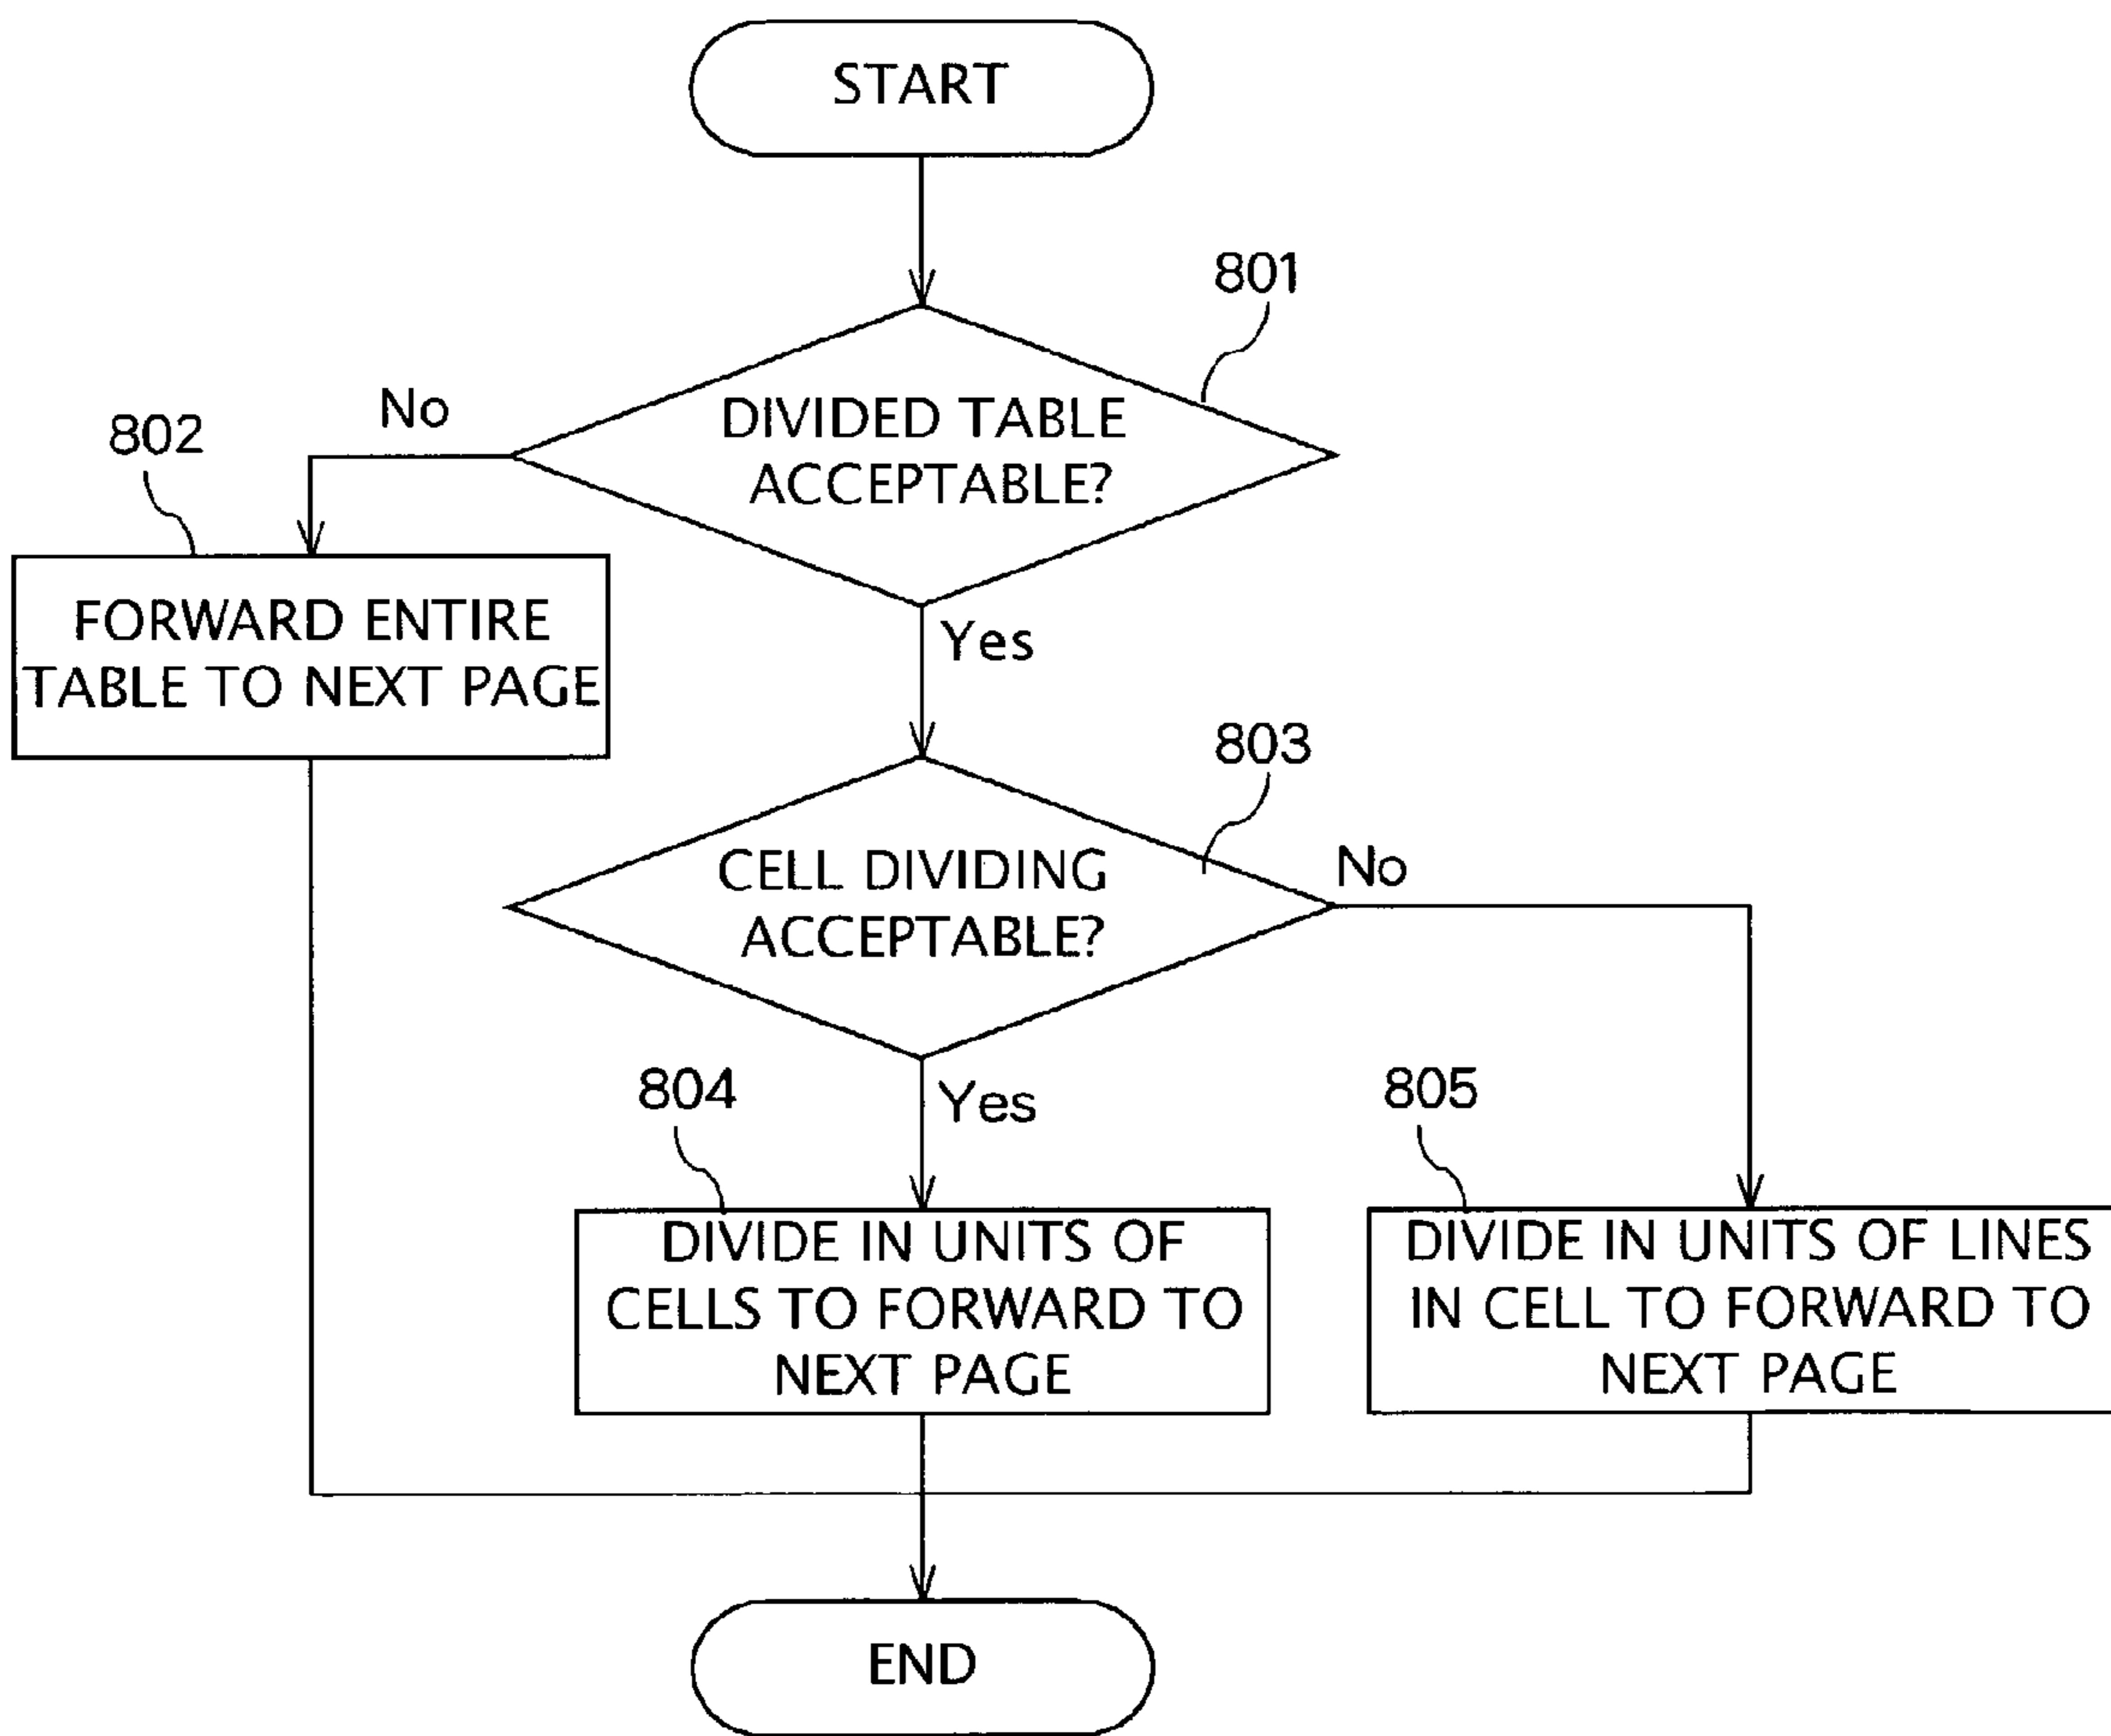 START
801
No
DIVIDED TABLE
ACCEPTABLE?
802
FORWARD ENTIRE
TABLE TO NEXT PAGE
Yes
803
CELL DIVIDING
ACCEPTABLE?
No
804
Yes
805
DIVIDE IN UNITS OF
CELLS TO FORWARD TO
NEXT PAGE
DIVIDE IN UNITS OF LINES
IN CELL TO FORWARD TO
NEXT PAGE
END